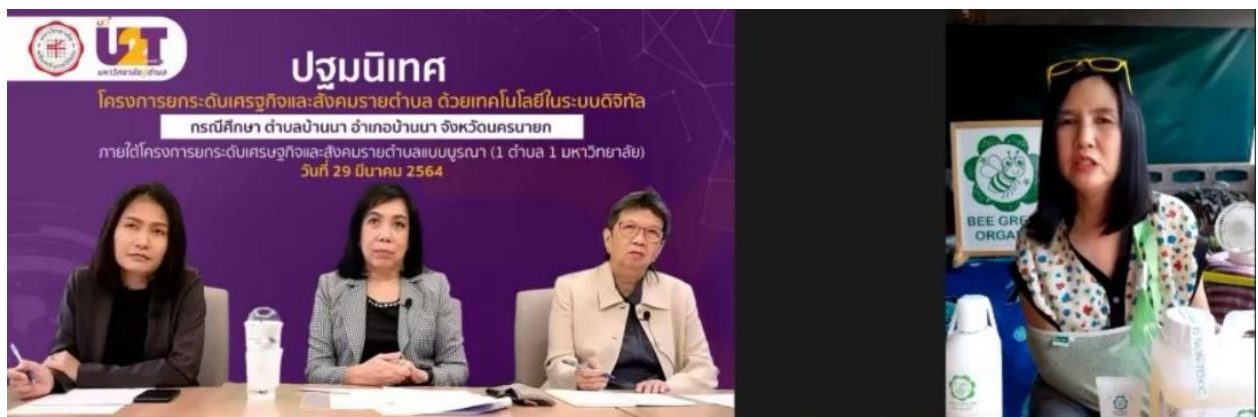 U2T
มหาวิทยาลัยสู่ตำบล
ปฐมนิเทศ
โครงการยกระดับเศรฐกิจและสังคมรายตำบล ด้วยเทคโนโลยีในระบบดิจิทัล
กรณีศึกษา ตำบลบ้านนา อำเภอบ้านนา จังหวัดนครนายก
ภายใต้โครงการยกระดับเศรษฐกิจและสังคมรายตำบลแบบบูรณา (1 ตำบล 1 มหาวิทยาลัย)
วันที่ 29 มีนาคม 2564
BEE GRE
ORGA
NON-TOXIC